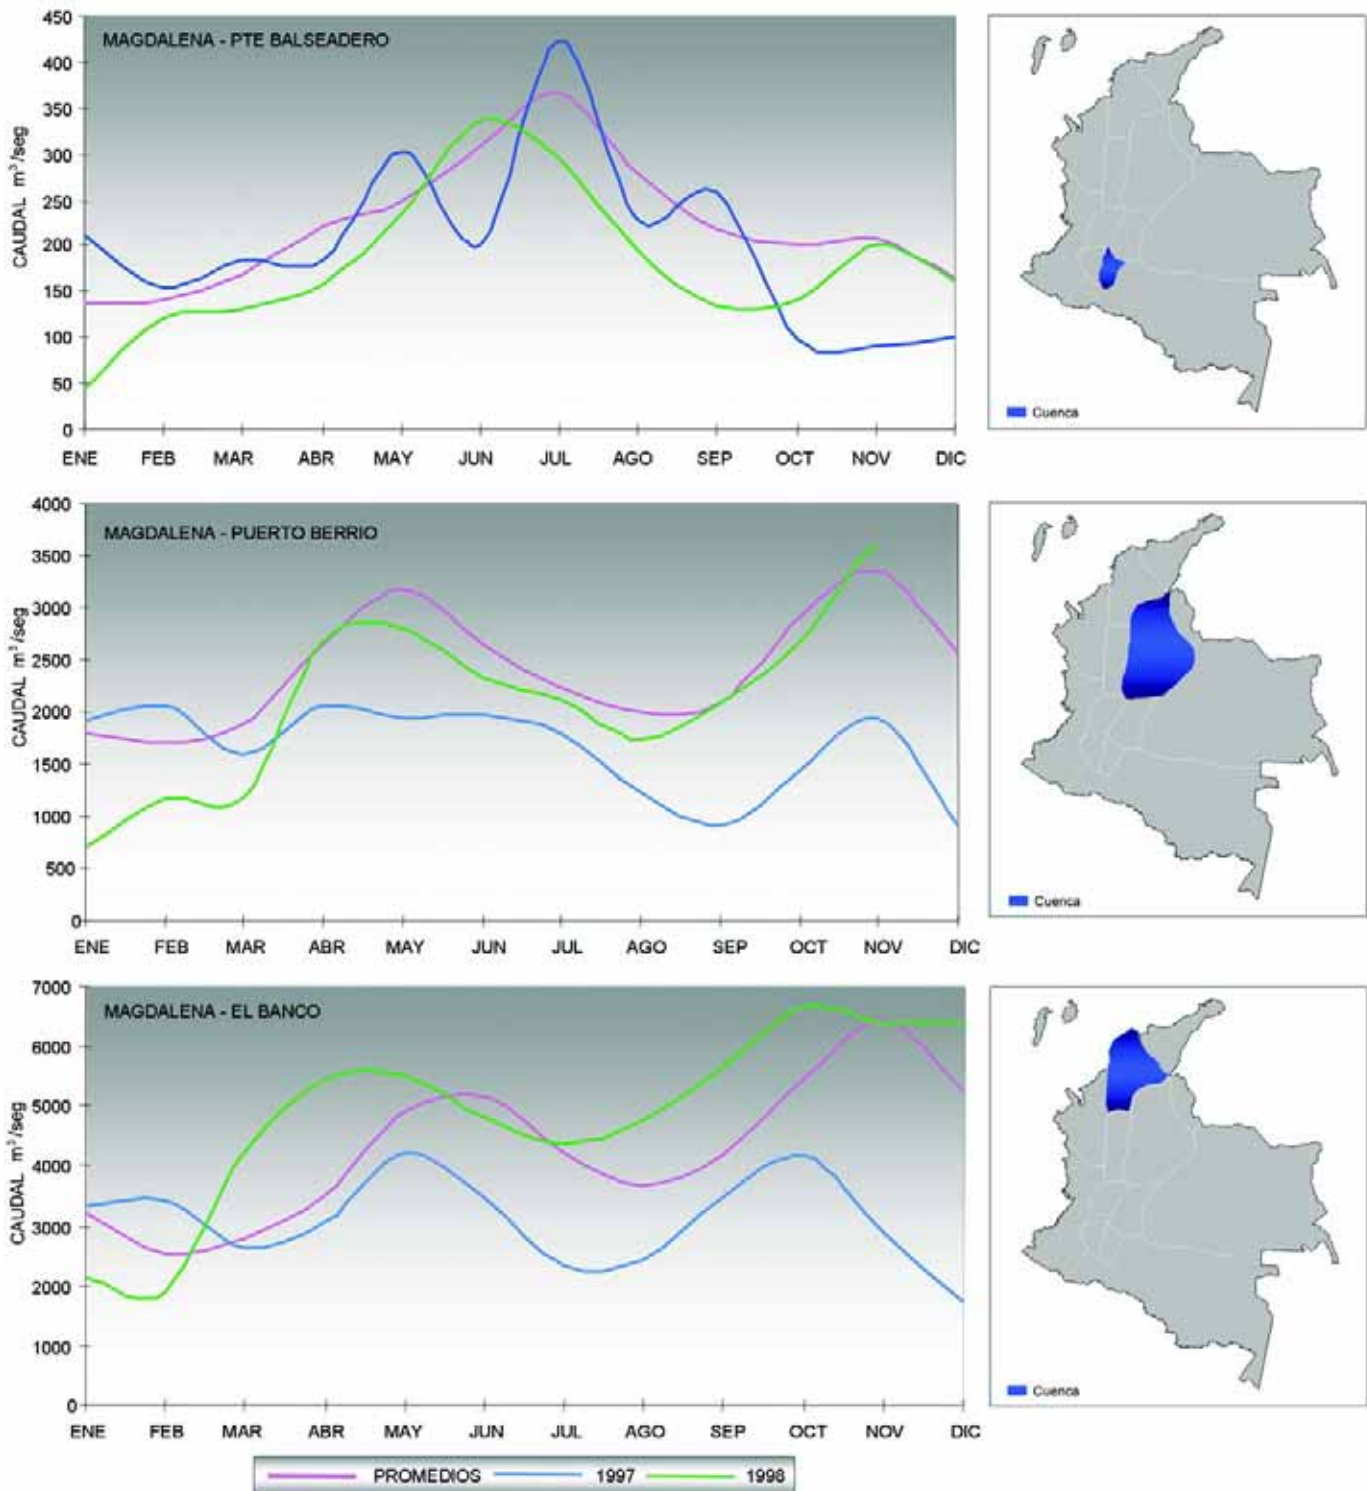 MAGDALENA - PTE BALSEADERO
CAUDAL m³/seg
450
400
350
300
250
200
150
100
50
0
ENE FEB MAR ABR MAY JUN JUL AGO SEP OCT NOV DIC
Cuenca
MAGDALENA - PUERTO BERRIO
CAUDAL m³/seg
4000
3500
3000
2500
2000
1500
1000
500
0
ENE FEB MAR ABR MAY JUN JUL AGO SEP OCT NOV DIC
Cuenca
MAGDALENA - EL BANCO
CAUDAL m³/seg
7000
6000
5000
4000
3000
2000
1000
0
ENE FEB MAR ABR MAY JUN JUL AGO SEP OCT NOV DIC
Cuenca
PROMEDIOS 1997 1998